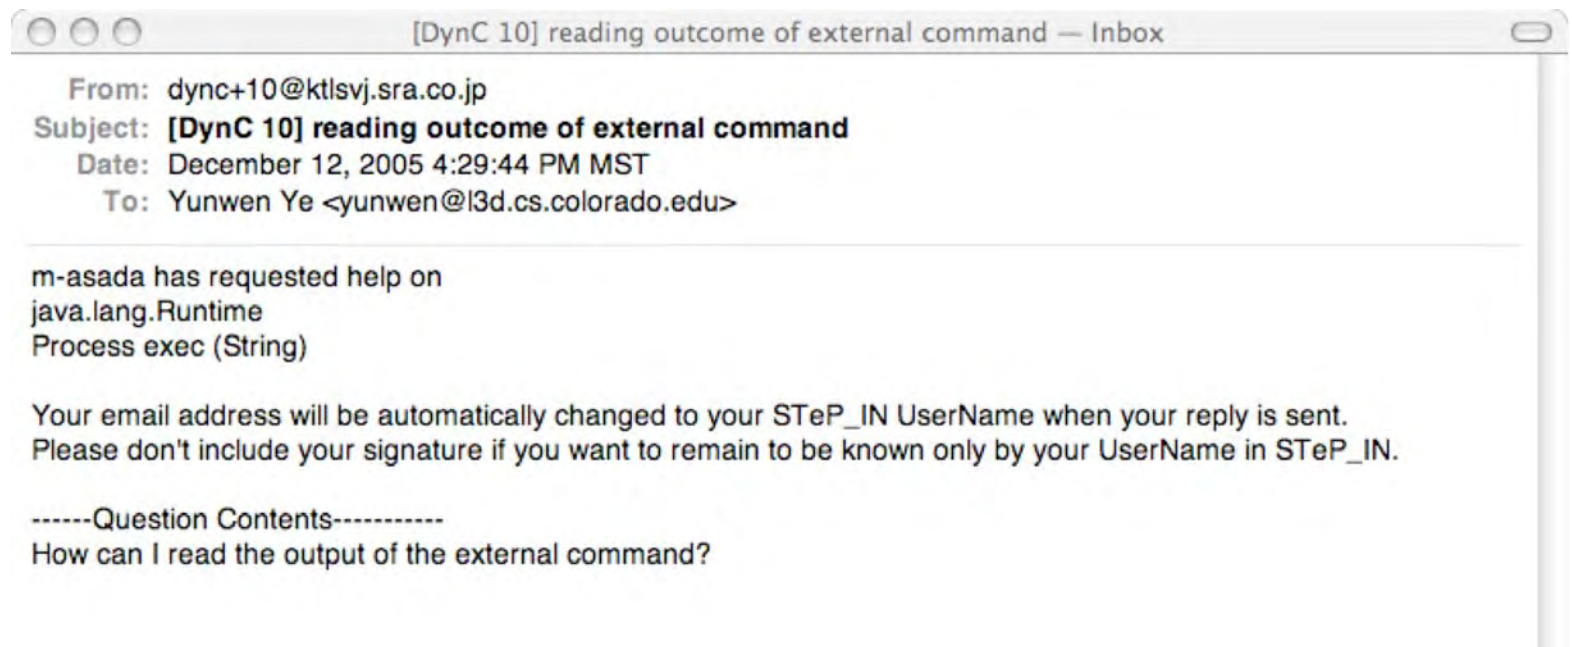 [DynC 10] reading outcome of external command — Inbox
From: dync+10@ktlsvj.sra.co.jp
Subject: [DynC 10] reading outcome of external command
Date: December 12, 2005 4:29:44 PM MST
To: Yunwen Ye <yunwen@l3d.cs.colorado.edu>
m-asada has requested help on
java.lang.Runtime
Process exec (String)
Your email address will be automatically changed to your STeP_IN UserName when your reply is sent.
Please don't include your signature if you want to remain to be known only by your UserName in STeP_IN.
------Question Contents-----------
How can I read the output of the external command?